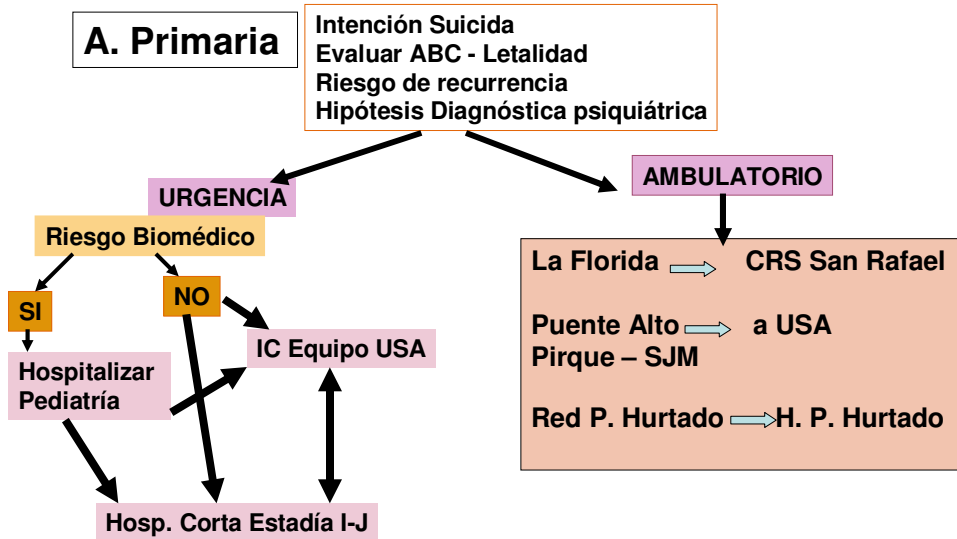 A. Primaria
Intención Suicida
Evaluar ABC - Letalidad
Riesgo de recurrencia
Hipótesis Diagnóstica psiquiátrica
URGENCIA
AMBULATORIO
Riesgo Biomédico
SI
NO
IC Equipo USA
Hospitalizar
Pediatría
Hosp. Corta Estadía I-J
La Florida CRS San Rafael
Puente Alto a USA
Pirque – SJM
Red P. Hurtado H. P. Hurtado